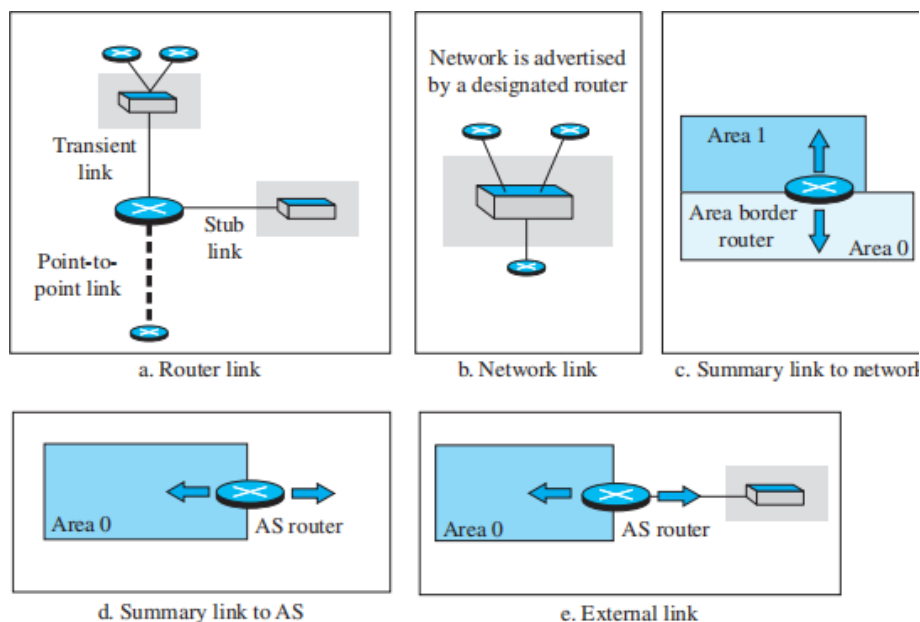 Transient
link
Stub
link
Point-to-
point link
a. Router link
Network is advertised
by a designated router
b. Network link
Area 1
Area border
router
Area 0
c. Summary link to network
Area 0
AS router
d. Summary link to AS
Area 0
AS router
e. External link